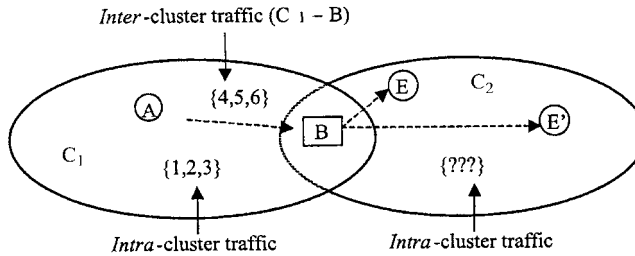 Inter-cluster traffic (C 1 – B)
E
C2
A
{4,5,6}
B
E'
C1
{1,2,3}
{???}
Intra-cluster traffic
Intra-cluster traffic